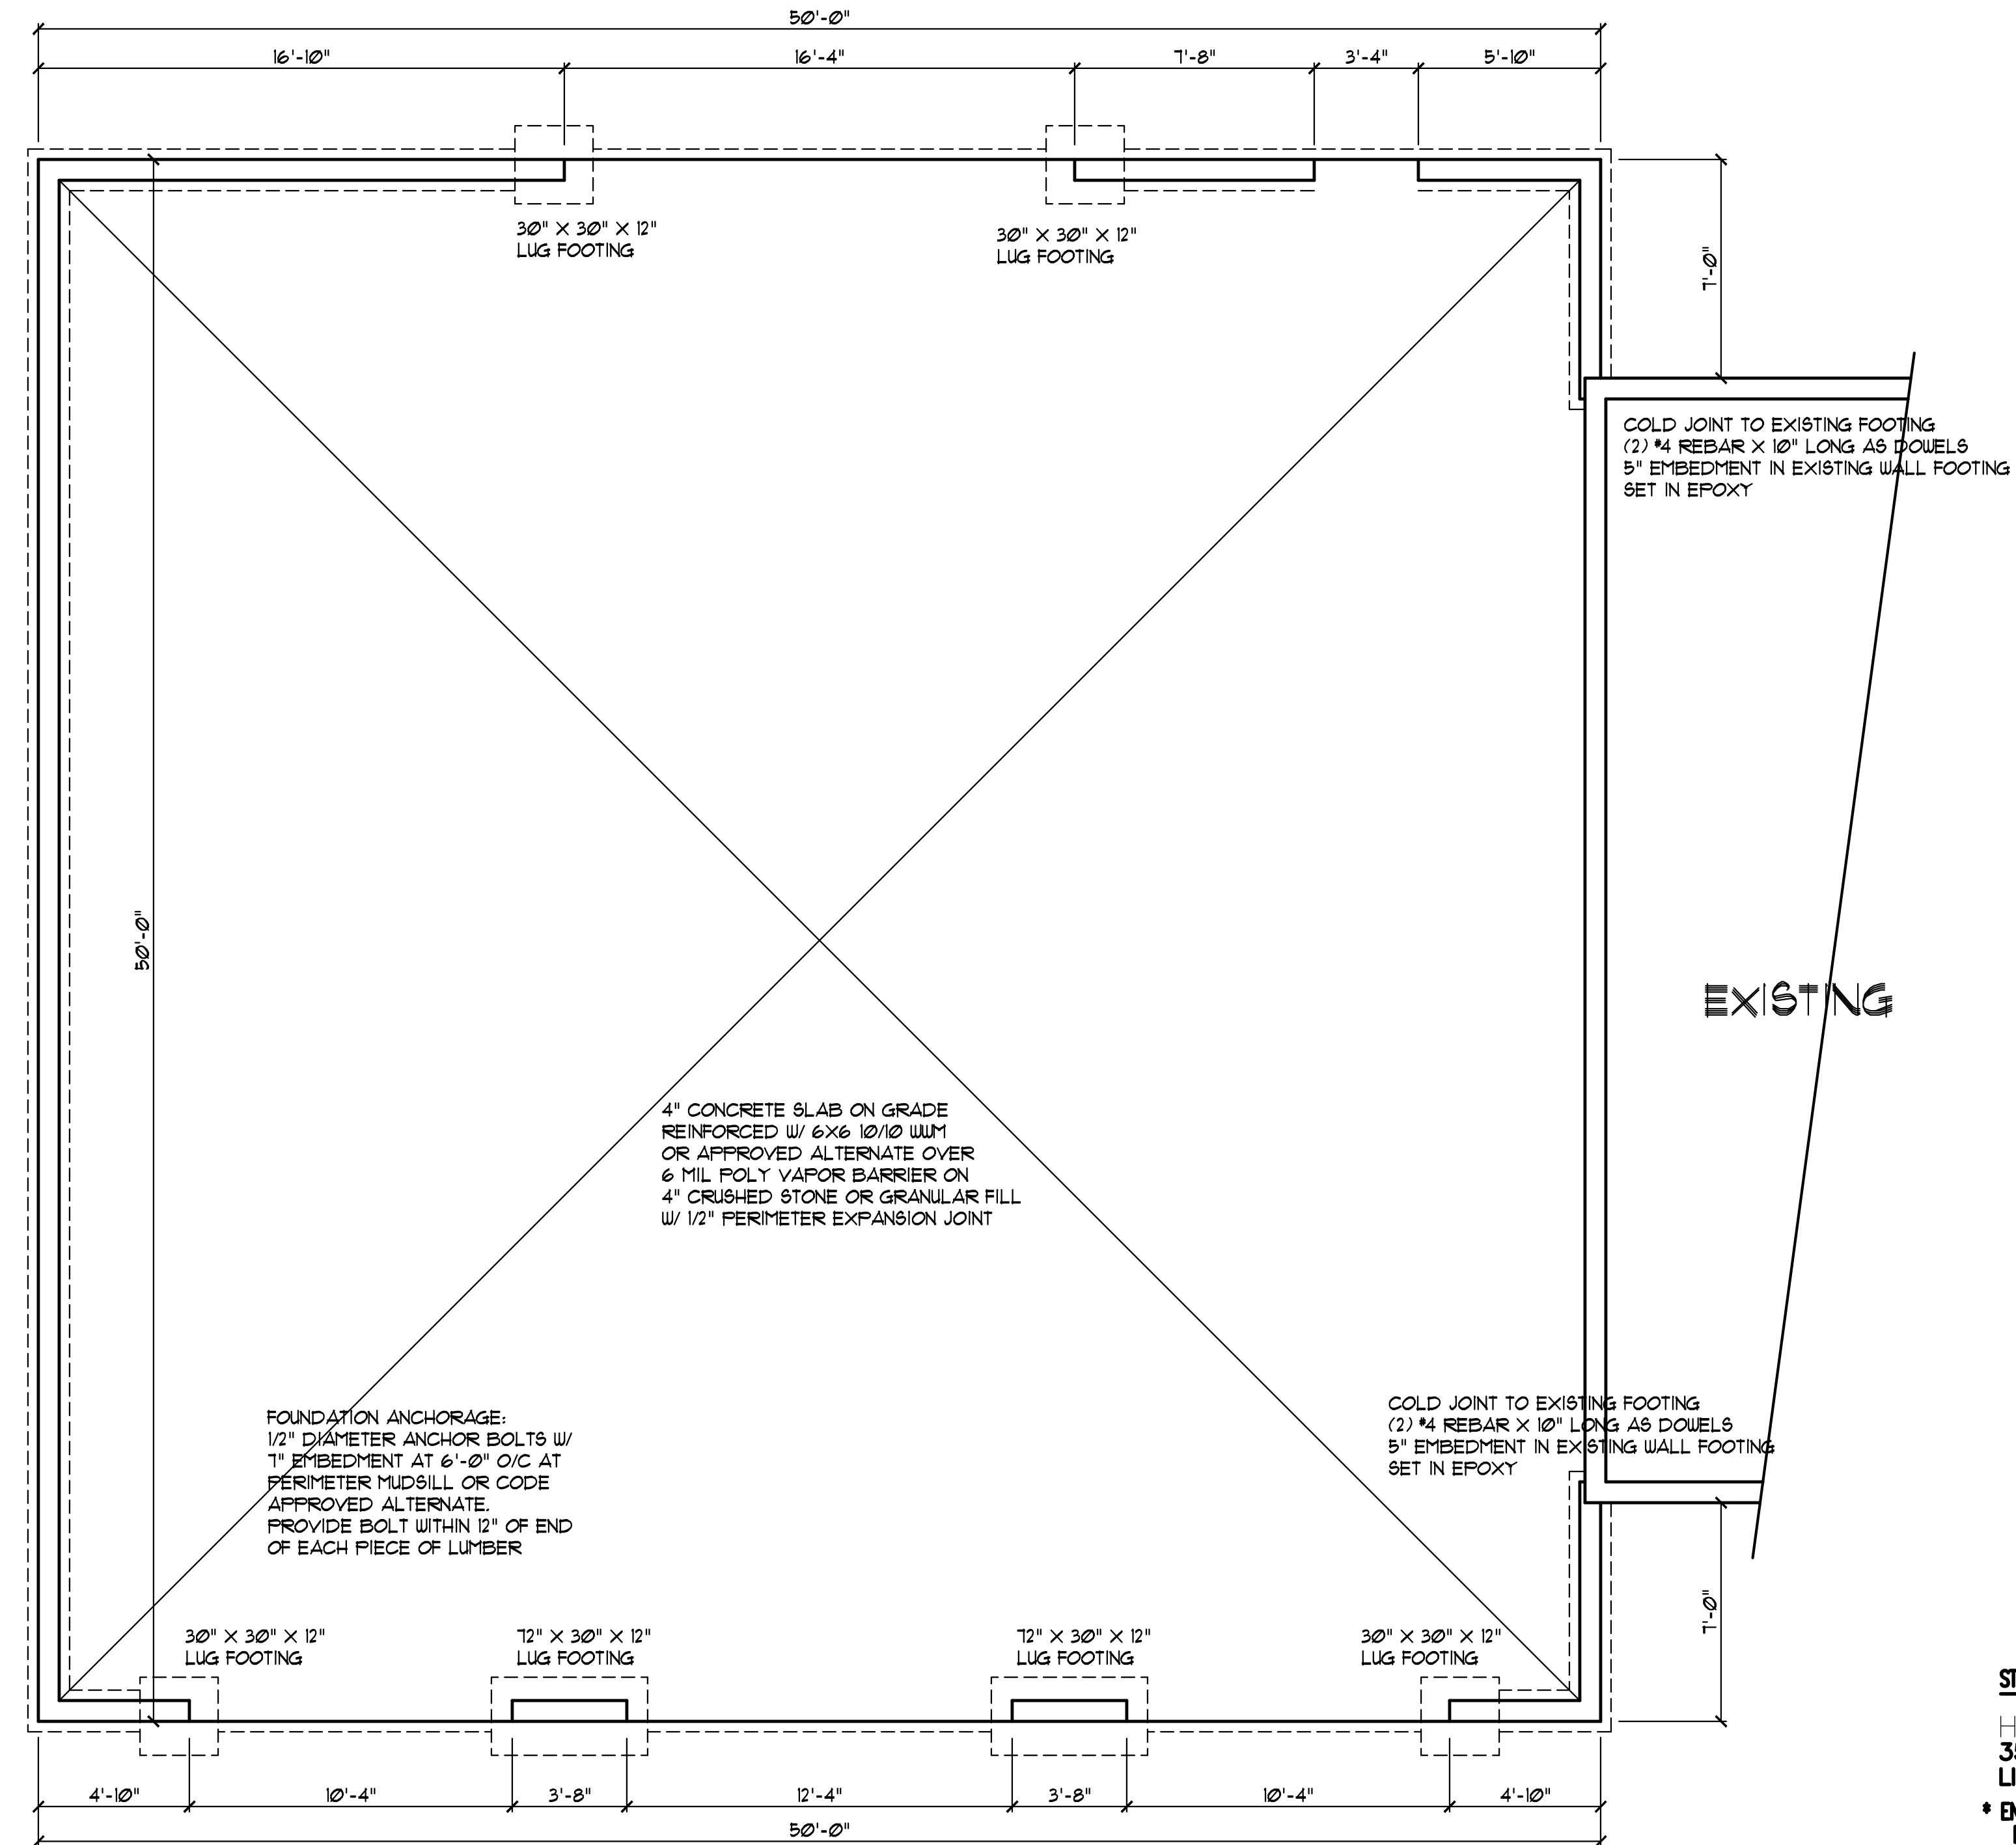 50'-0"
16'-10" 16'-4" 7'-8" 3'-4" 5'-10"
30" X 30" X 12"
LUG FOOTING
30" X 30" X 12"
LUG FOOTING
7'-0"
COLD JOINT TO EXISTING FOOTING
(2) #4 REBAR X 10" LONG AS DOWELS
5" EMBEDMENT IN EXISTING WALL FOOTING
SET IN EPOXY
50'-0"
EXISTING
4" CONCRETE SLAB ON GRADE
REINFORCED W/ 6X6 10/10 WWM
OR APPROVED ALTERNATE OVER
6 MIL POLY VAPOR BARRIER ON
4" CRUSHED STONE OR GRANULAR FILL
W/ 1/2" PERIMETER EXPANSION JOINT
FOUNDATION ANCHORAGE:
1/2" DIAMETER ANCHOR BOLTS W/
7" EMBEDMENT AT 6'-0" O/C AT
PERIMETER MUDSILL OR CODE
APPROVED ALTERNATE.
PROVIDE BOLT WITHIN 12" OF END
OF EACH PIECE OF LUMBER
COLD JOINT TO EXISTING FOOTING
(2) #4 REBAR X 10" LONG AS DOWELS
5" EMBEDMENT IN EXISTING WALL FOOTING
SET IN EPOXY
7'-0"
30" X 30" X 12"
LUG FOOTING
72" X 30" X 12"
LUG FOOTING
72" X 30" X 12"
LUG FOOTING
30" X 30" X 12"
LUG FOOTING
4'-10" 10'-4" 3'-8" 12'-4" 3'-8" 10'-4" 4'-10"
50'-0"